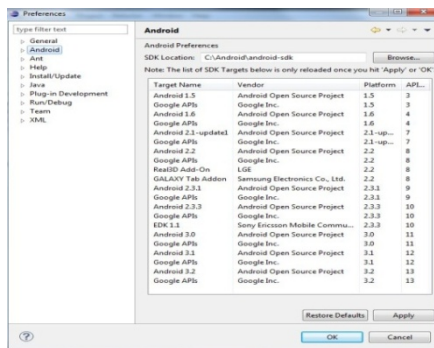 Preferences
type filter text
General
Android
Ant
Help
Install/Update
Java
Plug-in Development
Run/Debug
Team
XML
Android
Android Preferences
SDK Location: C:\Android\android-sdk Browse...
Note: The list of SDK Targets below is only reloaded once you hit 'Apply' or 'OK'
Target Name Vendor Platform API...
Android 1.5 Android Open Source Project 1.5 3
Google APIs Google Inc. 1.5 3
Android 1.6 Android Open Source Project 1.6 4
Google APIs Google Inc. 1.6 4
Android 2.1-update1 Android Open Source Project 2.1-up... 7
Google APIs Google Inc. 2.1-up... 7
Android 2.2 Android Open Source Project 2.2 8
Google APIs Google Inc. 2.2 8
Real3D Add-On LGE 2.2 8
GALAXY Tab Addon Samsung Electronics Co., Ltd. 2.2 8
Android 2.3.1 Android Open Source Project 2.3.1 9
Google APIs Google Inc. 2.3.1 9
Android 2.3.3 Android Open Source Project 2.3.3 10
Google APIs Google Inc. 2.3.3 10
EDK 1.1 Sony Ericsson Mobile Commu... 2.3.3 10
Android 3.0 Android Open Source Project 3.0 11
Google APIs Google Inc. 3.0 11
Android 3.1 Android Open Source Project 3.1 12
Google APIs Google Inc. 3.1 12
Android 3.2 Android Open Source Project 3.2 13
Google APIs Google Inc. 3.2 13
Restore Defaults Apply
OK Cancel